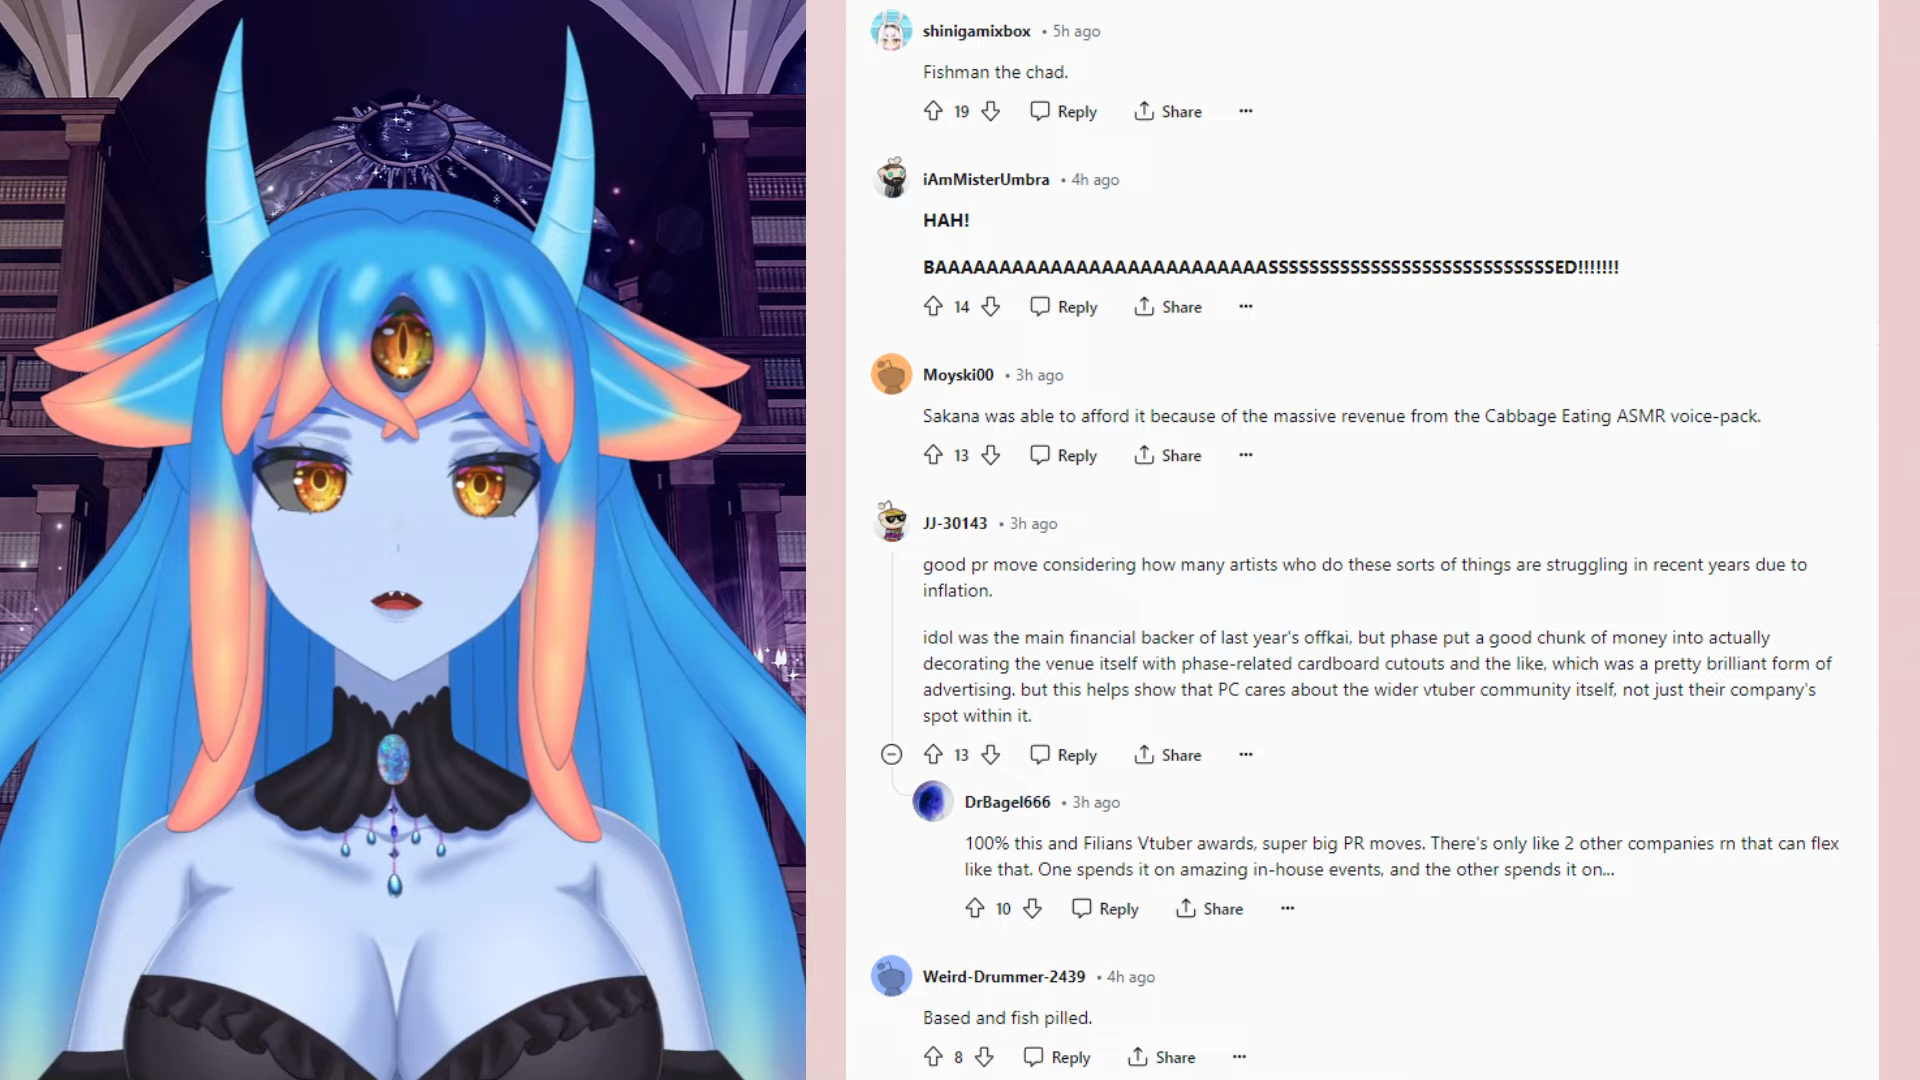 shinigamixbox • 5h ago
Fishman the chad.
19 Reply Share ...
iAmMisterUmbra • 4h ago
HAH!
BAAAAAAAAAAAAAAAAAAAAAAAAAASSSSSSSSSSSSSSSSSSSSSSSSSSSSSED!!!!!!!
14 Reply Share ...
Moyski00 • 3h ago
Sakana was able to afford it because of the massive revenue from the Cabbage Eating ASMR voice-pack.
13 Reply Share ...
JJ-30143 • 3h ago
good pr move considering how many artists who do these sorts of things are struggling in recent years due to
inflation.
idol was the main financial backer of last year's offkai, but phase put a good chunk of money into actually
decorating the venue itself with phase-related cardboard cutouts and the like, which was a pretty brilliant form of
advertising. but this helps show that PC cares about the wider vtuber community itself, not just their company's
spot within it.
13 Reply Share ...
DrBagel666 • 3h ago
100% this and Filians Vtuber awards, super big PR moves. There's only like 2 other companies rn that can flex
like that. One spends it on amazing in-house events, and the other spends it on...
10 Reply Share ...
Weird-Drummer-2439 • 4h ago
Based and fish pilled.
8 Reply Share ...